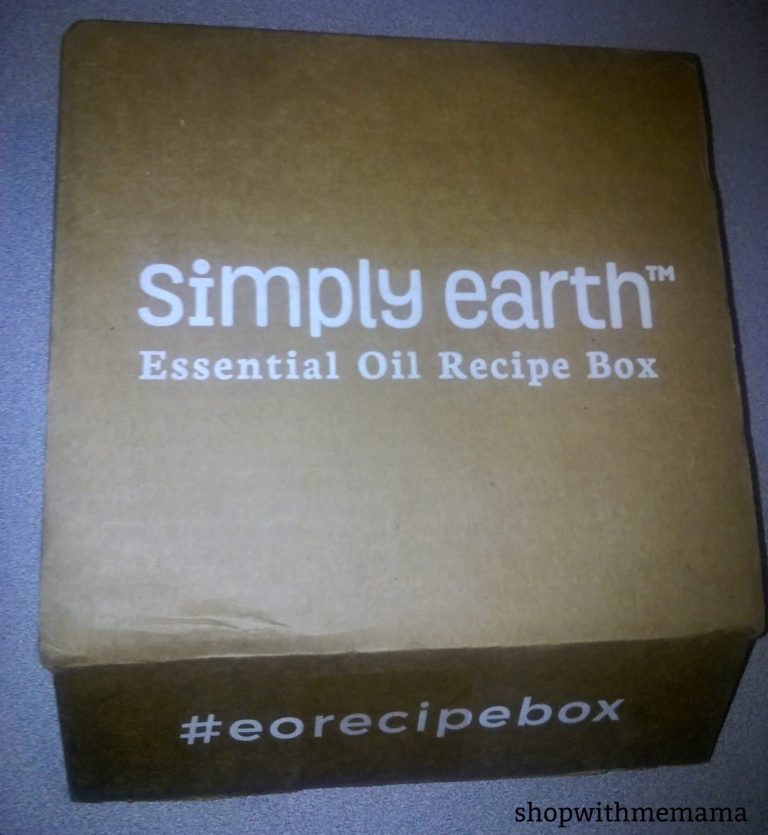 simply earth™
Essential Oil Recipe Box
#eorecipebox
shopwithmemama